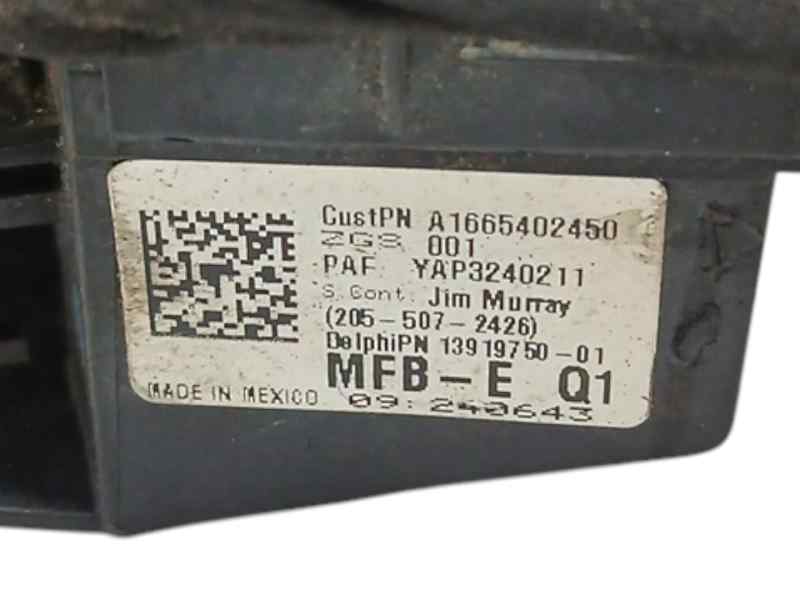 CustPN A1665402450
ZGS 001
PAF YAP3240211
S. Cont: Jim Murray
(205-507-2426)
DelphiPN 13919750-01
MFB-E Q1
MADE IN MEXICO 09:240643